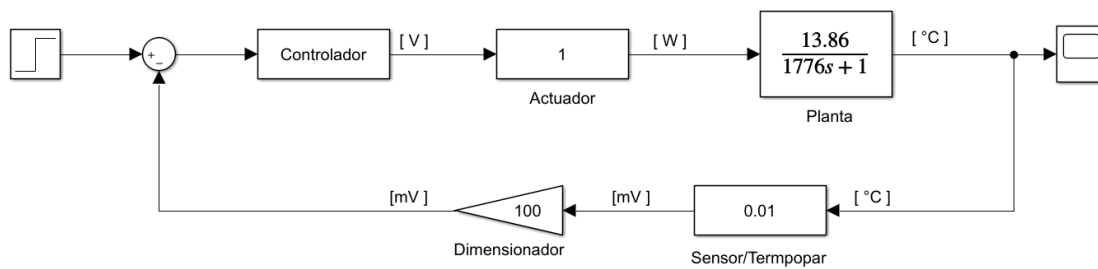 +
−
Controlador
[ V ]
1
Actuador
[ W ]
13.86
1776s + 1
Planta
[ °C ]
[mV ]
100
Dimensionador
[mV]
0.01
Sensor/Termpopar
[ °C ]